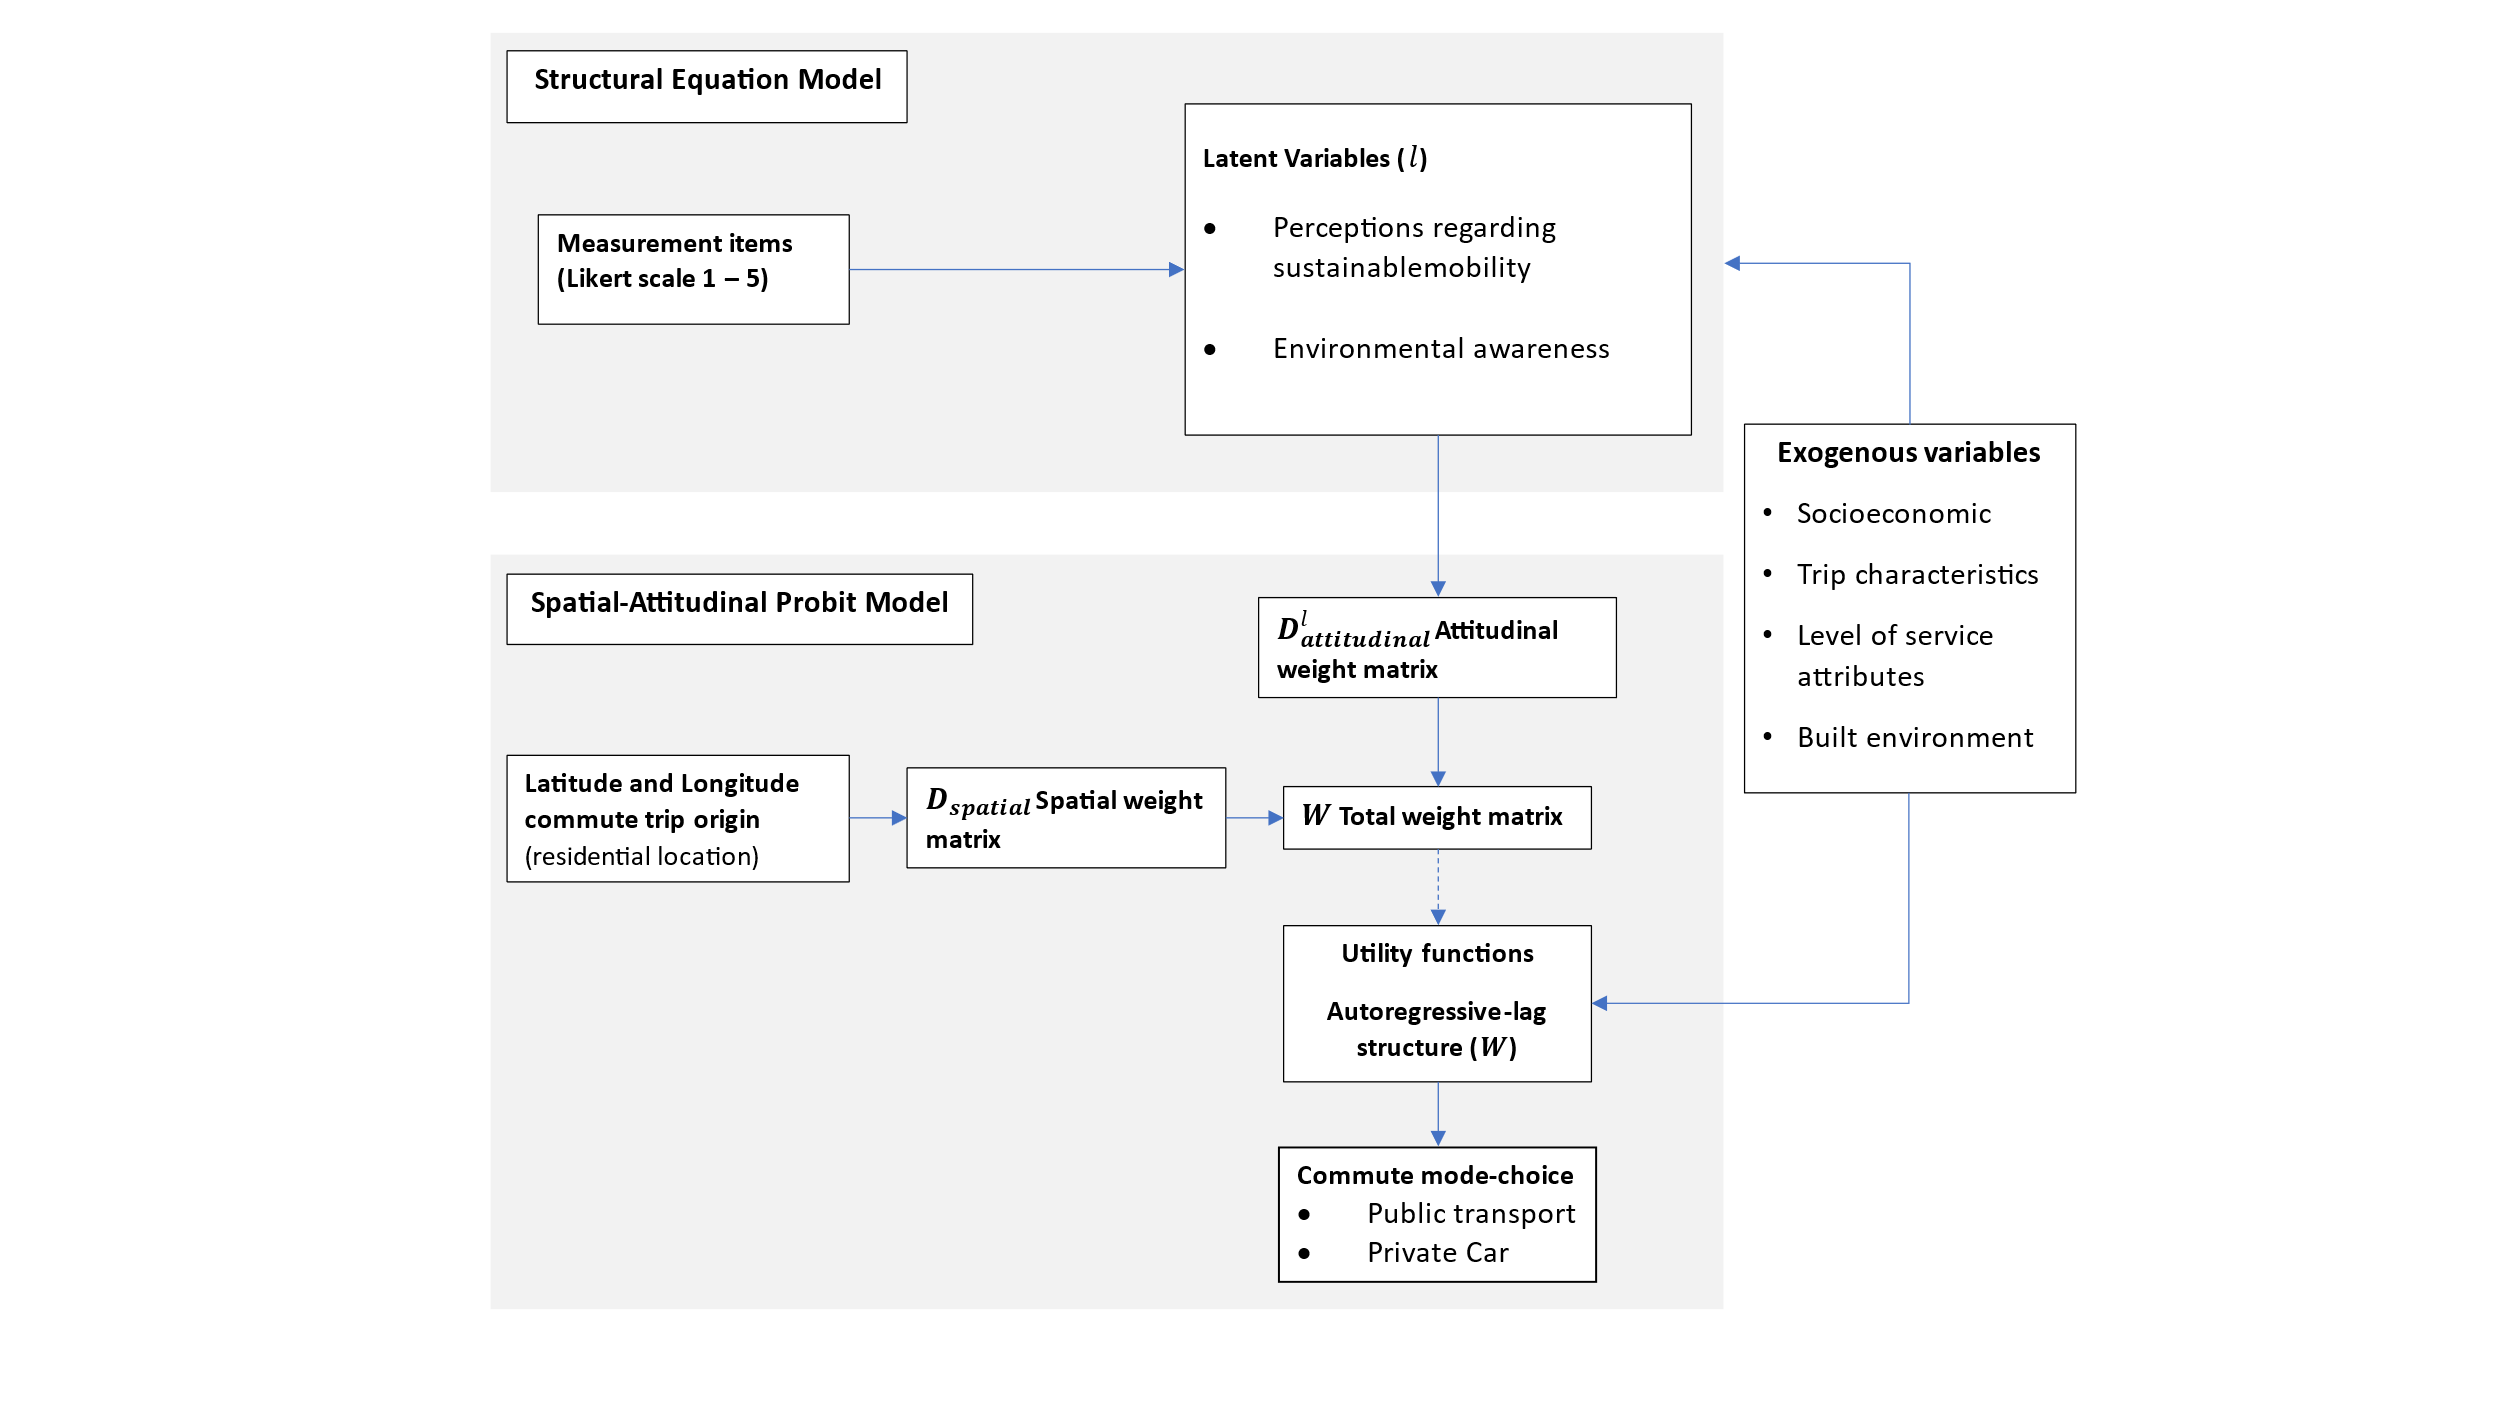 Structural Equation Model
Latent Variables (l)
• Perceptions regarding
sustainablemobility
• Environmental awareness
Measurement items
(Likert scale 1 – 5)
Exogenous variables
• Socioeconomic
• Trip characteristics
• Level of service
attributes
• Built environment
Spatial-Attitudinal Probit Model
D^l_attitudinal Attitudinal
weight matrix
Latitude and Longitude
commute trip origin
(residential location)
D_spatial Spatial weight
matrix
W Total weight matrix
Utility functions
Autoregressive-lag
structure (W)
Commute mode-choice
• Public transport
• Private Car